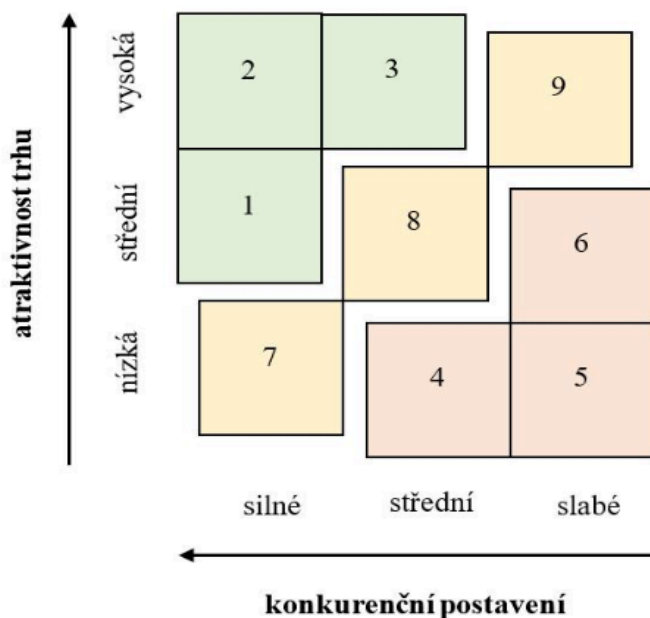 vysoká
2
3
9
střední
1
8
6
nízká
7
4
5
atraktivnost trhu
silné
střední
slabé
konkurenční postavení